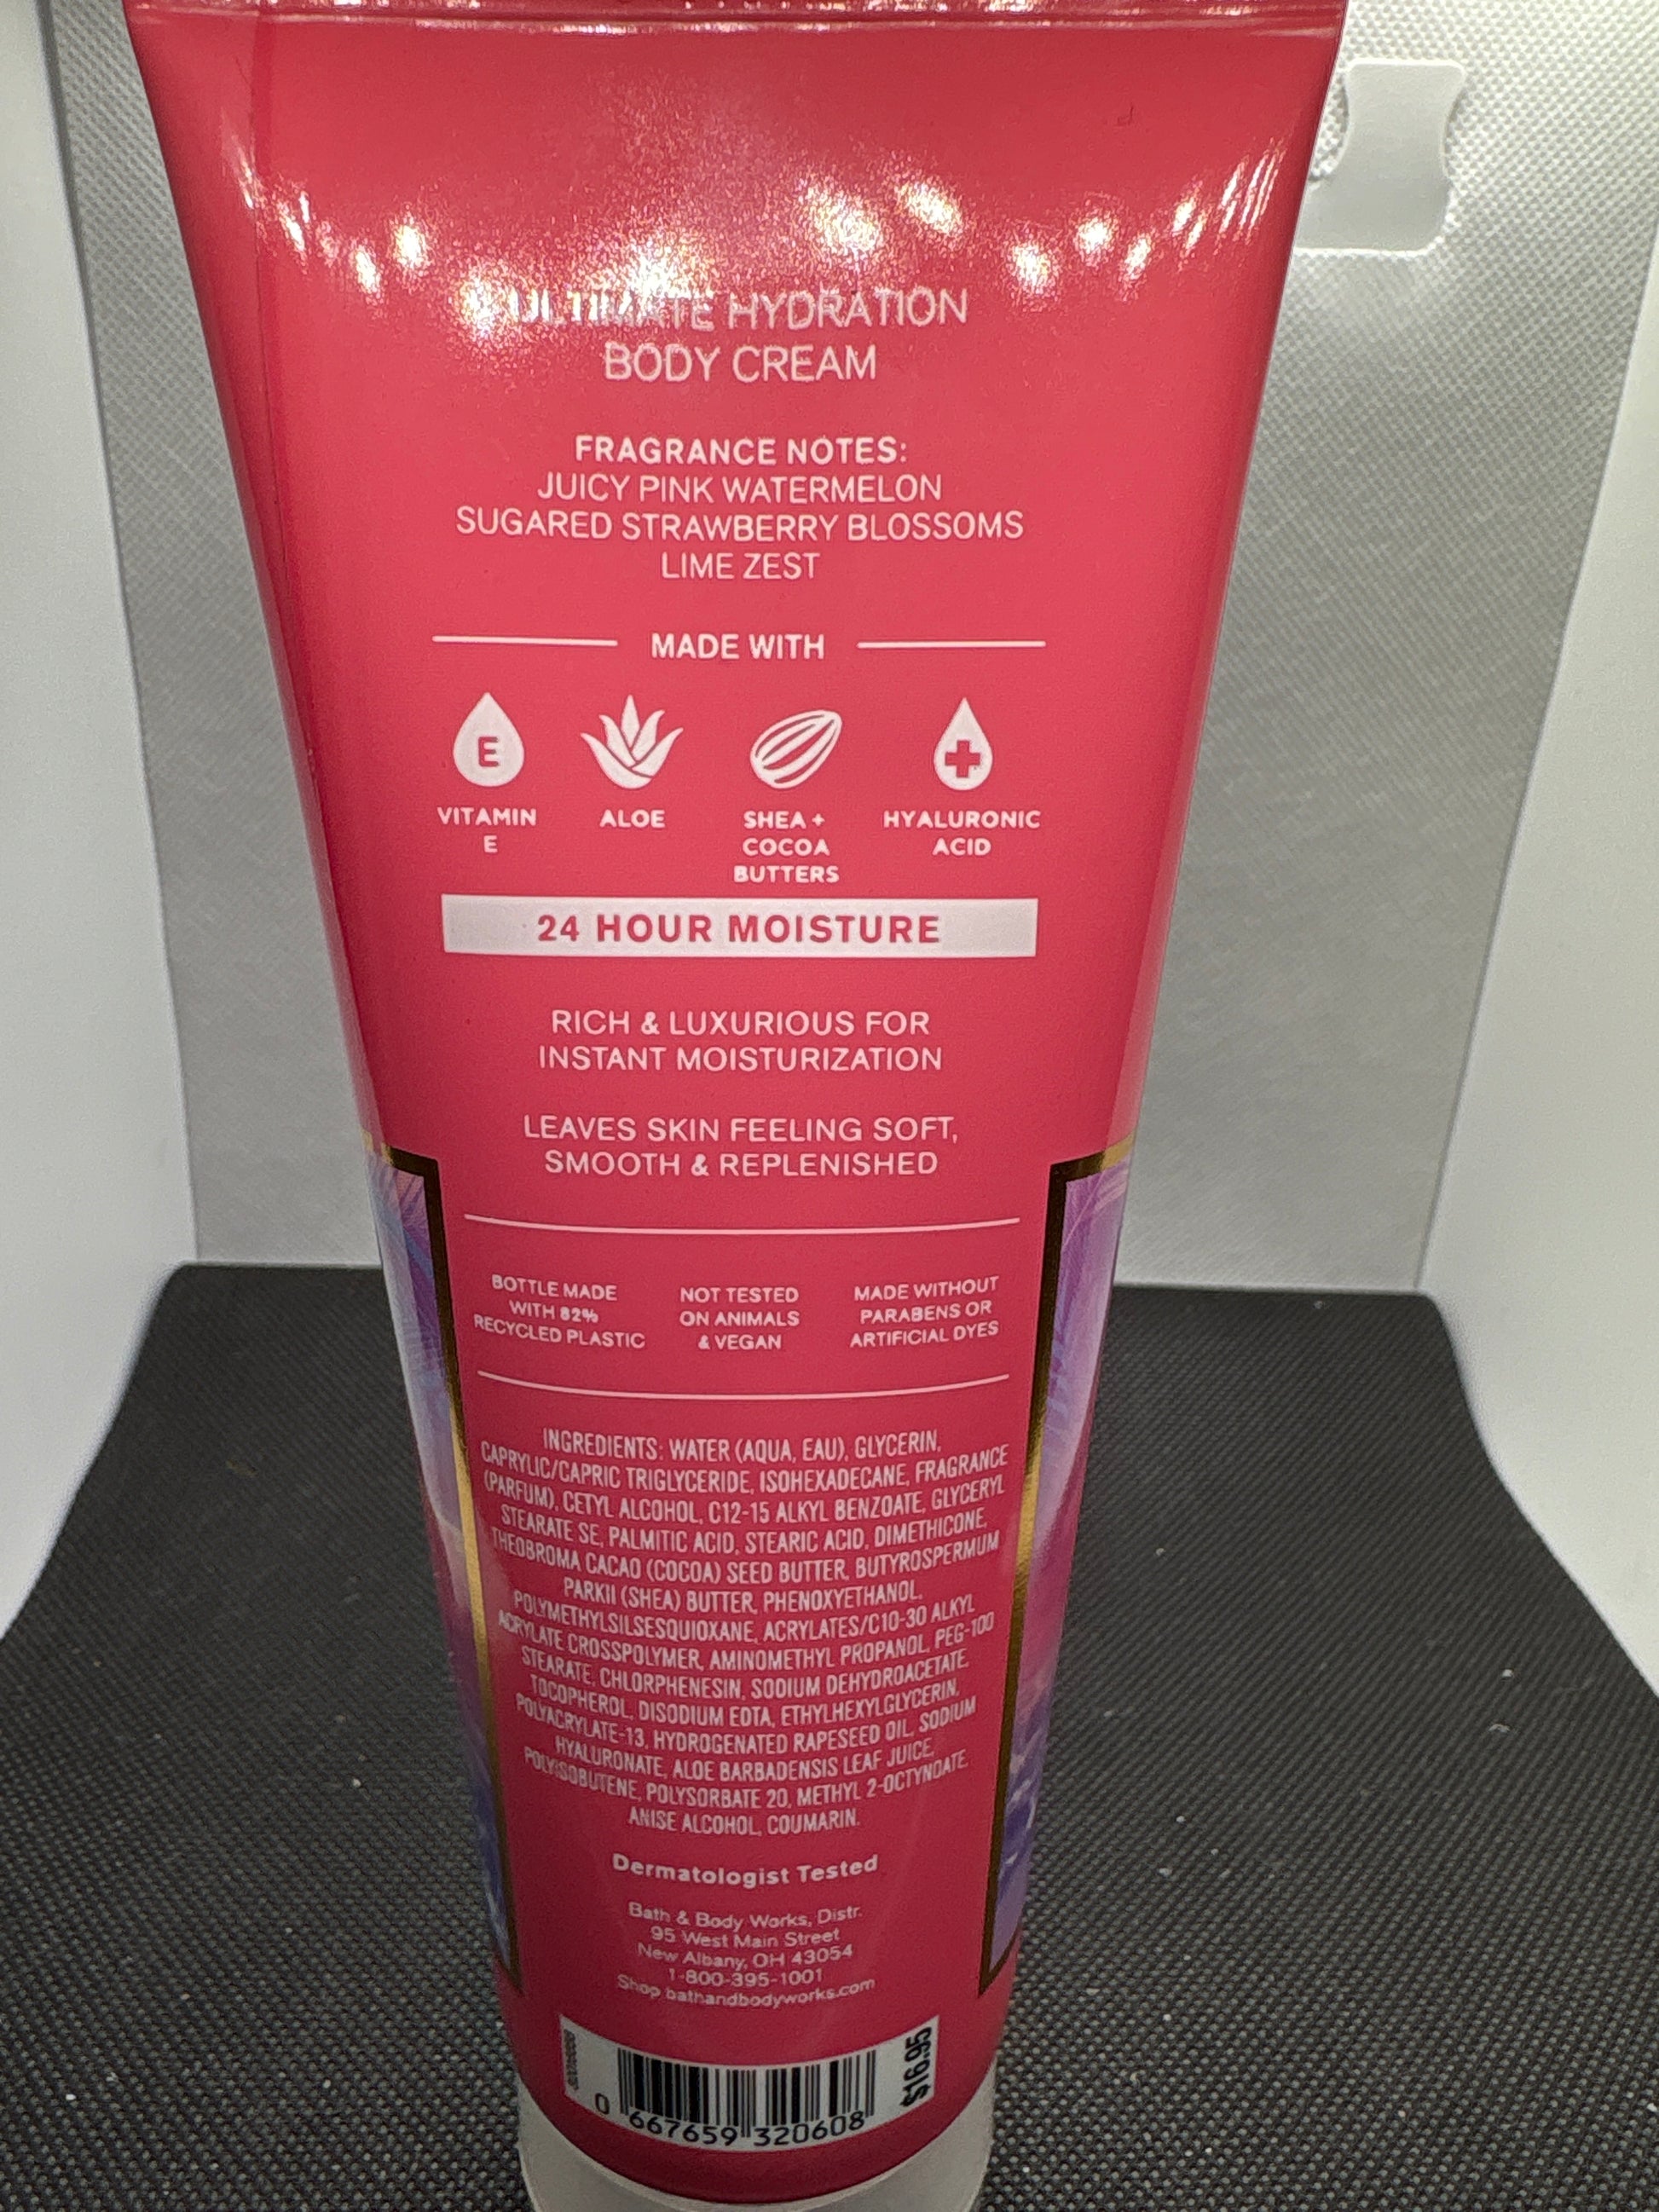 ULTIMATE HYDRATION
BODY CREAM
FRAGRANCE NOTES:
JUICY PINK WATERMELON
SUGARED STRAWBERRY BLOSSOMS
LIME ZEST
MADE WITH
E
VITAMIN
E
ALOE
SHEA +
COCOA
BUTTERS
HYALURONIC
ACID
24 HOUR MOISTURE
RICH & LUXURIOUS FOR
INSTANT MOISTURIZATION
LEAVES SKIN FEELING SOFT,
SMOOTH & REPLENISHED
BOTTLE MADE
WITH 82%
RECYCLED PLASTIC
NOT TESTED
ON ANIMALS
& VEGAN
MADE WITHOUT
PARABENS OR
ARTIFICIAL DYES
INGREDIENTS: WATER (AQUA, EAU), GLYCERIN,
CAPRYLIC/CAPRIC TRIGLYCERIDE, ISOHEXADECANE, FRAGRANCE
(PARFUM), CETYL ALCOHOL, C12-15 ALKYL BENZOATE, GLYCERYL
STEARATE SE, PALMITIC ACID, STEARIC ACID, DIMETHICONE,
THEOBROMA CACAO (COCOA) SEED BUTTER, BUTYROSPERMUM
PARKII (SHEA) BUTTER, PHENOXYETHANOL,
POLYMETHYLSILSESQUIOXANE, ACRYLATES/C10-30 ALKYL
ACRYLATE CROSSPOLYMER, AMINOMETHYL PROPANOL, PEG-100
STEARATE, CHLORPHENESIN, SODIUM DEHYDROACETATE,
TOCOPHEROL, DISODIUM EDTA, ETHYLHEXYLGLYCERIN,
POLYACRYLATE-13, HYDROGENATED RAPESEED OIL, SODIUM
HYALURONATE, ALOE BARBADENSIS LEAF JUICE,
POLYISOBUTENE, POLYSORBATE 20, METHYL 2-OCTYNOATE,
ANISE ALCOHOL, COUMARIN.
Dermatologist Tested
Bath & Body Works, Distr.
95 West Main Street
New Albany, OH 43054
1-800-395-1001
Shop bathandbodyworks.com
$16.95
0 667659 320608